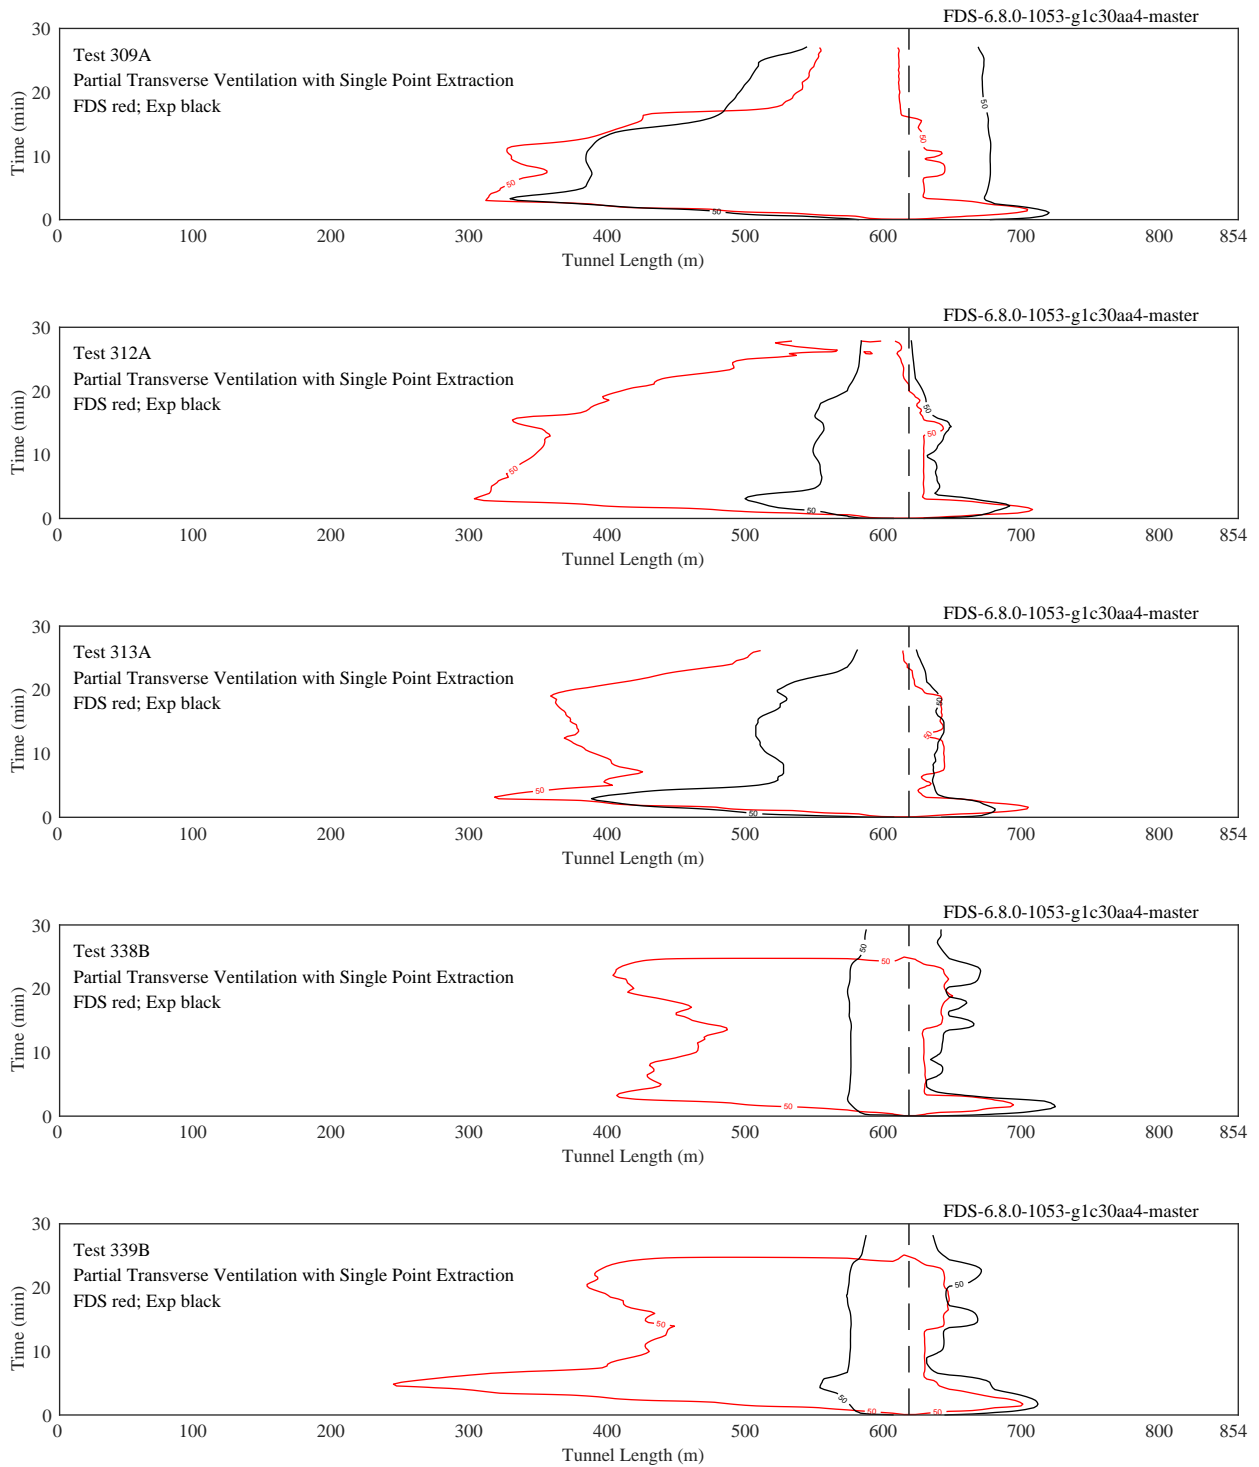 FDS-6.8.0-1053-g1c30aa4-master
30
Test 309A
Partial Transverse Ventilation with Single Point Extraction
20
FDS red; Exp black
50
50
Time (min)
10
50
50
0
0 100 200 300 400 500 600 700 800 854
Tunnel Length (m)
FDS-6.8.0-1053-g1c30aa4-master
30
Test 312A
Partial Transverse Ventilation with Single Point Extraction
20
FDS red; Exp black
50
50
Time (min)
10
50
50
0
0 100 200 300 400 500 600 700 800 854
Tunnel Length (m)
FDS-6.8.0-1053-g1c30aa4-master
30
Test 313A
Partial Transverse Ventilation with Single Point Extraction
20
FDS red; Exp black
50
50
Time (min)
10
50
50
0
0 100 200 300 400 500 600 700 800 854
Tunnel Length (m)
FDS-6.8.0-1053-g1c30aa4-master
30
Test 338B
50
Partial Transverse Ventilation with Single Point Extraction
50
20
FDS red; Exp black
Time (min)
10
50
0
0 100 200 300 400 500 600 700 800 854
Tunnel Length (m)
FDS-6.8.0-1053-g1c30aa4-master
30
Test 339B
Partial Transverse Ventilation with Single Point Extraction
50
20
FDS red; Exp black
50
Time (min)
10
50
50
50
0
0 100 200 300 400 500 600 700 800 854
Tunnel Length (m)